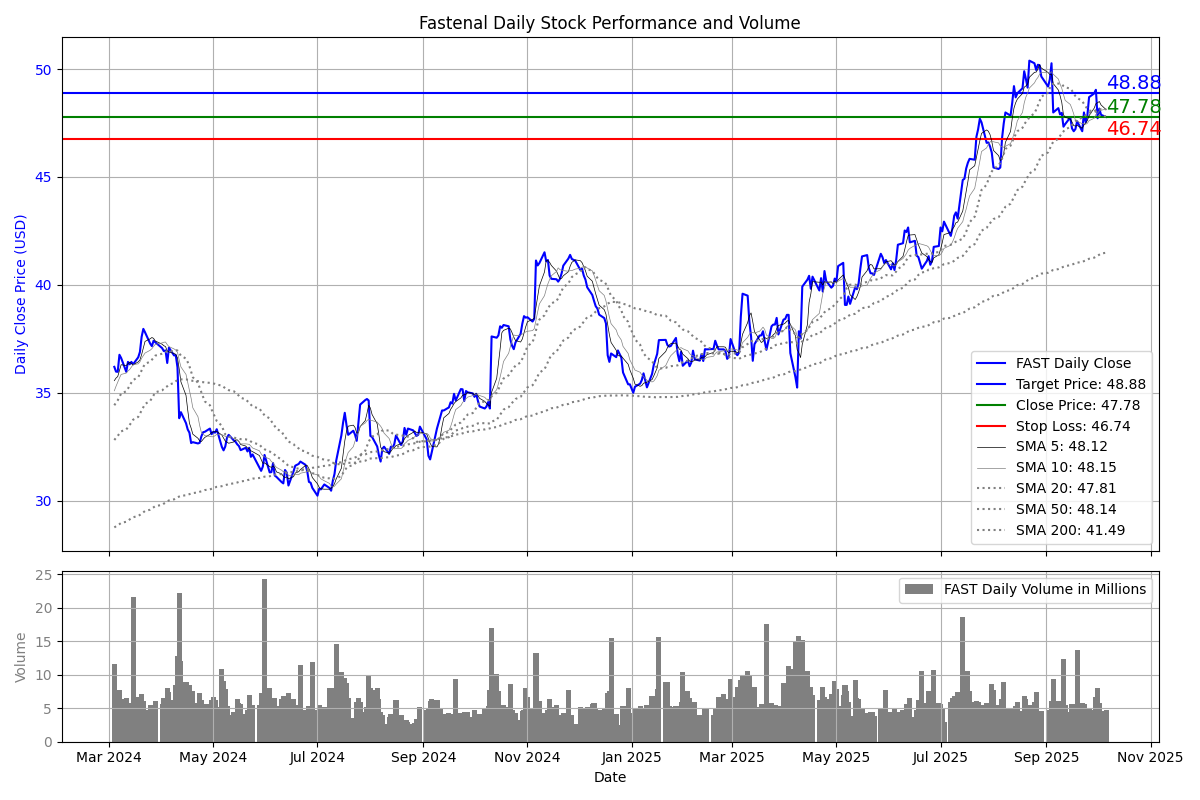 Fastenal Daily Stock Performance and Volume
Daily Close Price (USD)
50
45
40
35
30
48.88
47.78
46.74
FAST Daily Close
Target Price: 48.88
Close Price: 47.78
Stop Loss: 46.74
SMA 5: 48.12
SMA 10: 48.15
SMA 20: 47.81
SMA 50: 48.14
SMA 200: 41.49
Volume
25
20
15
10
5
0
FAST Daily Volume in Millions
Mar 2024 May 2024 Jul 2024 Sep 2024 Nov 2024 Jan 2025 Mar 2025 May 2025 Jul 2025 Sep 2025 Nov 2025
Date